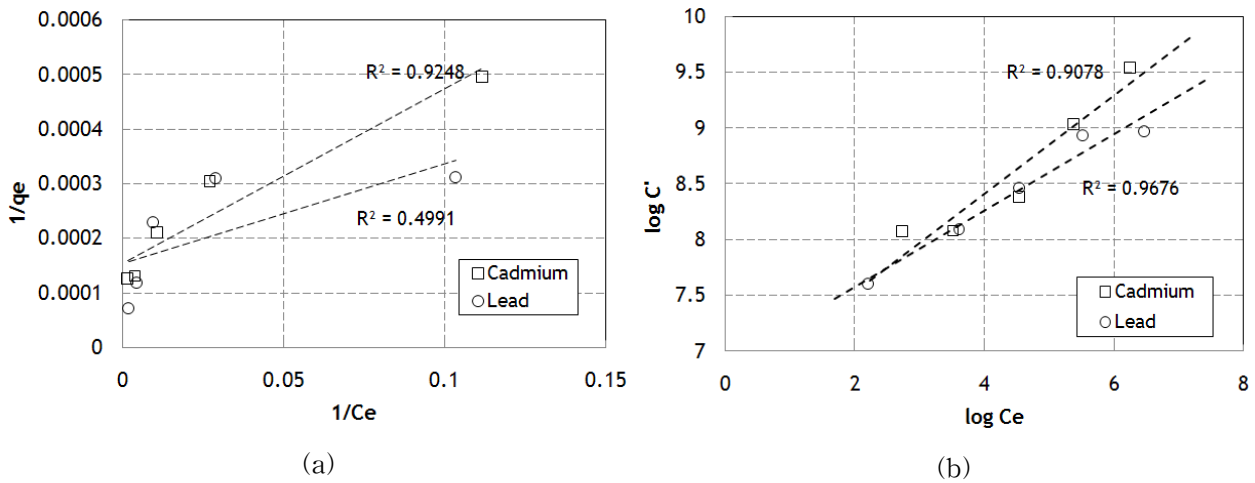 0.0006
0.0005
0.0004
0.0003
0.0002
0.0001
0
1/qe
R² = 0.9248
R² = 0.4991
Cadmium
Lead
0
0.05
0.1
0.15
1/Ce
(a)
10
9.5
9
8.5
8
7.5
7
log C'
R² = 0.9078
R² = 0.9676
Cadmium
Lead
0
2
4
6
8
log Ce
(b)